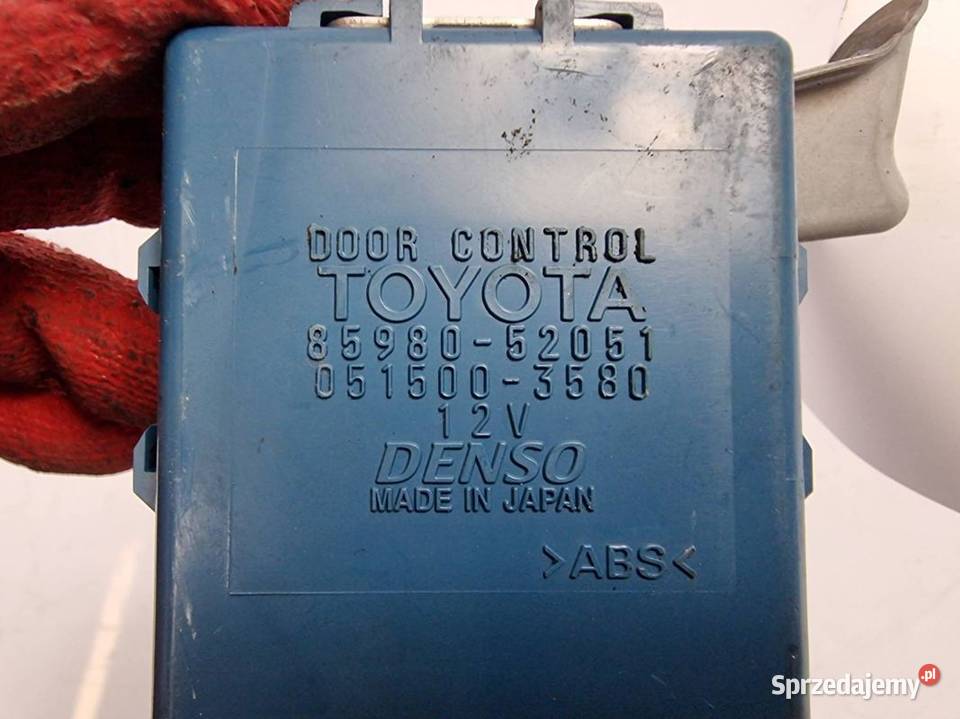 DOOR CONTROL
TOYOTA
85980-52051
051500-3580
12V
DENSO
MADE IN JAPAN
>ABS<
Sprzedajemy.pl